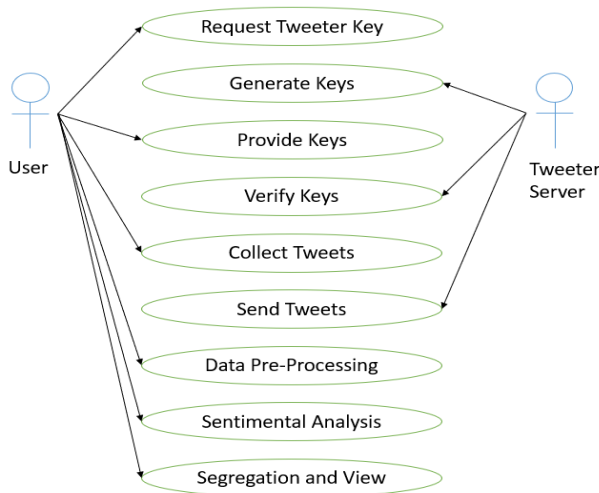 Request Tweeter Key
Generate Keys
Provide Keys
User
Tweeter
Server
Verify Keys
Collect Tweets
Send Tweets
Data Pre-Processing
Sentimental Analysis
Segregation and View